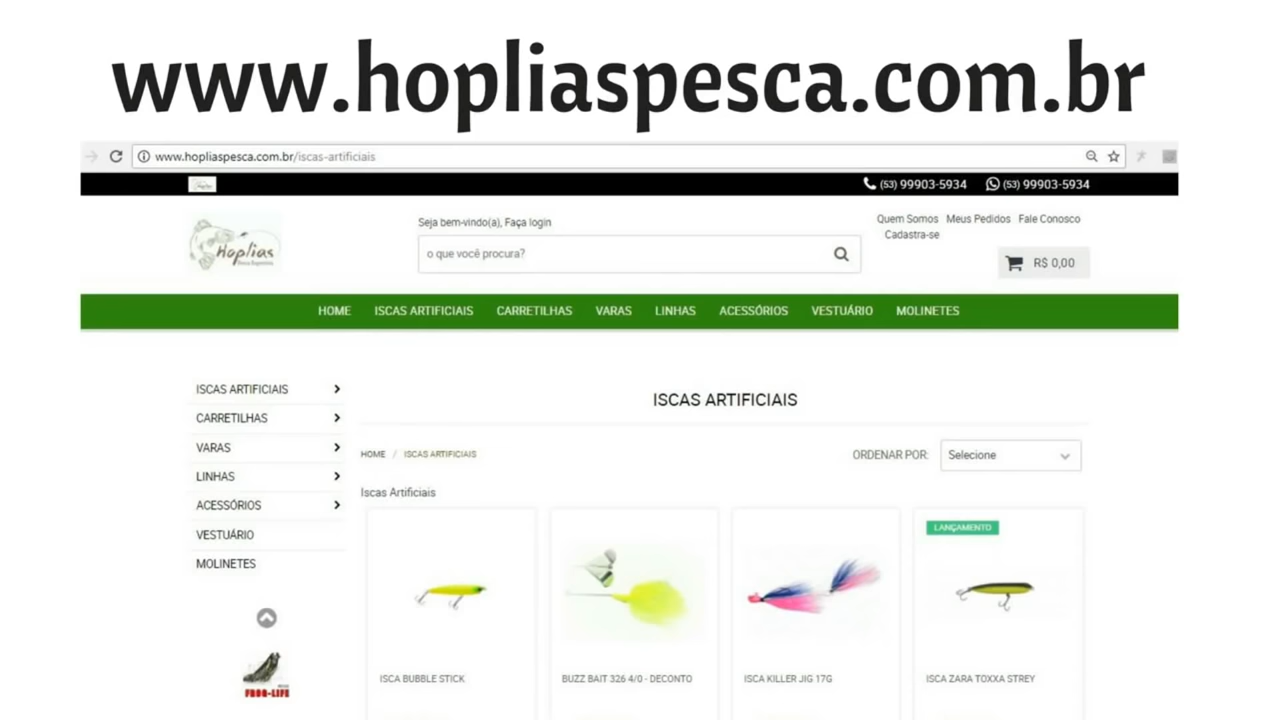 www.hopliaspesca.com.br
www.hopliaspesca.com.br/iscas-artificiais
(53) 99903-5934 (53) 99903-5934
Hoplias
Seja bem-vindo(a), Faça login
o que você procura?
Quem Somos Meus Pedidos Fale Conosco
Cadastra-se
R$ 0,00
HOME ISCAS ARTIFICIAIS CARRETILHAS VARAS LINHAS ACESSÓRIOS VESTUÁRIO MOLINETES
ISCAS ARTIFICIAIS
CARRETILHAS
VARAS
LINHAS
ACESSÓRIOS
VESTUÁRIO
MOLINETES
FROG-LIFE
ISCAS ARTIFICIAIS
HOME / ISCAS ARTIFICIAIS
ORDENAR POR: Selecione
Iscas Artificiais
LANÇAMENTO
ISCA BUBBLE STICK
BUZZ BAIT 326 4/0 - DECONTO
ISCA KILLER JIG 17G
ISCA ZARA TOXXA STREY